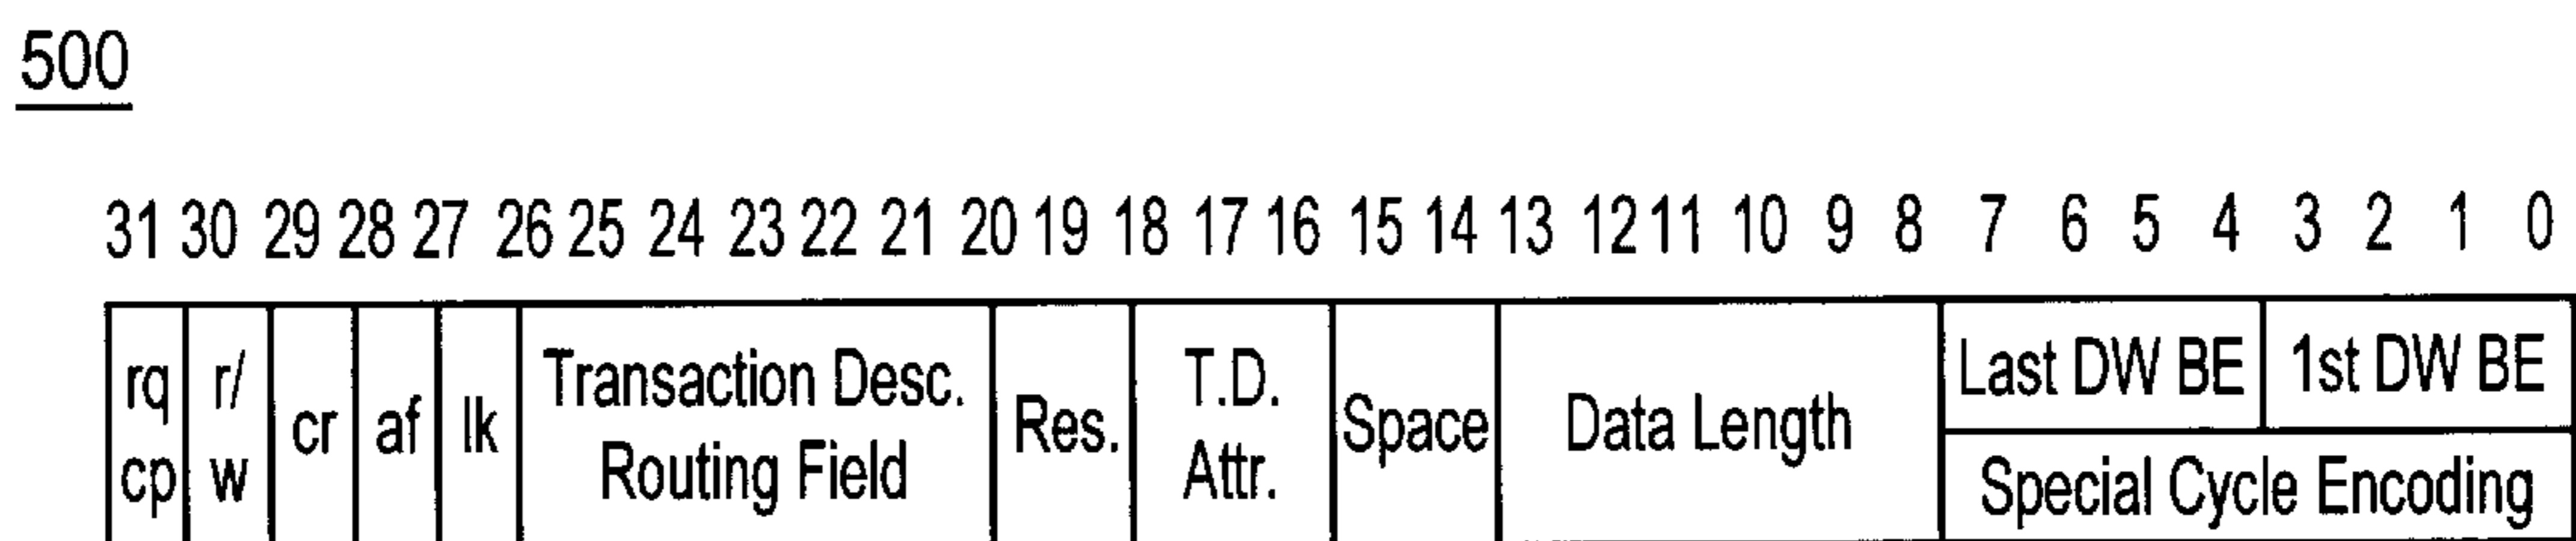 500
31 30 29 28 27 26 25 24 23 22 21 20 19 18 17 16 15 14 13 12 11 10 9 8 7 6 5 4 3 2 1 0
rq cp
r/ w
cr
af
lk
Transaction Desc.
Routing Field
Res.
T.D.
Attr.
Space
Data Length
Last DW BE
1st DW BE
Special Cycle Encoding